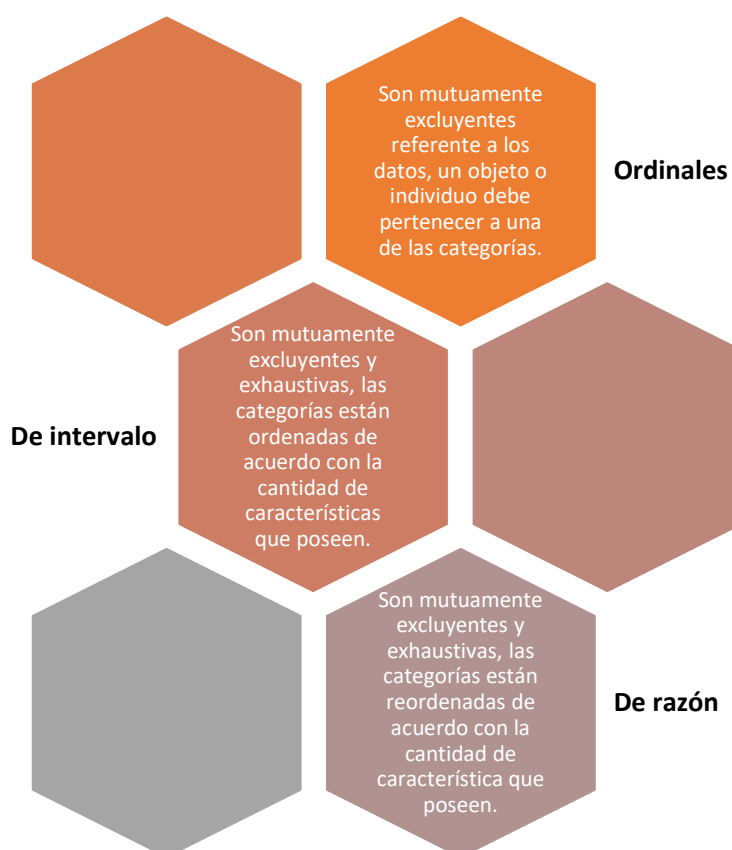 Son mutuamente
excluyentes
referente a los
datos, un objeto o
individuo debe
pertenecer a una
de las categorías.
Ordinales
De intervalo
Son mutuamente
excluyentes y
exhaustivas, las
categorías están
ordenadas de
acuerdo con la
cantidad de
características
que poseen.
Son mutuamente
excluyentes y
exhaustivas, las
categorías están
reordenadas de
acuerdo con la
cantidad de
característica que
poseen.
De razón